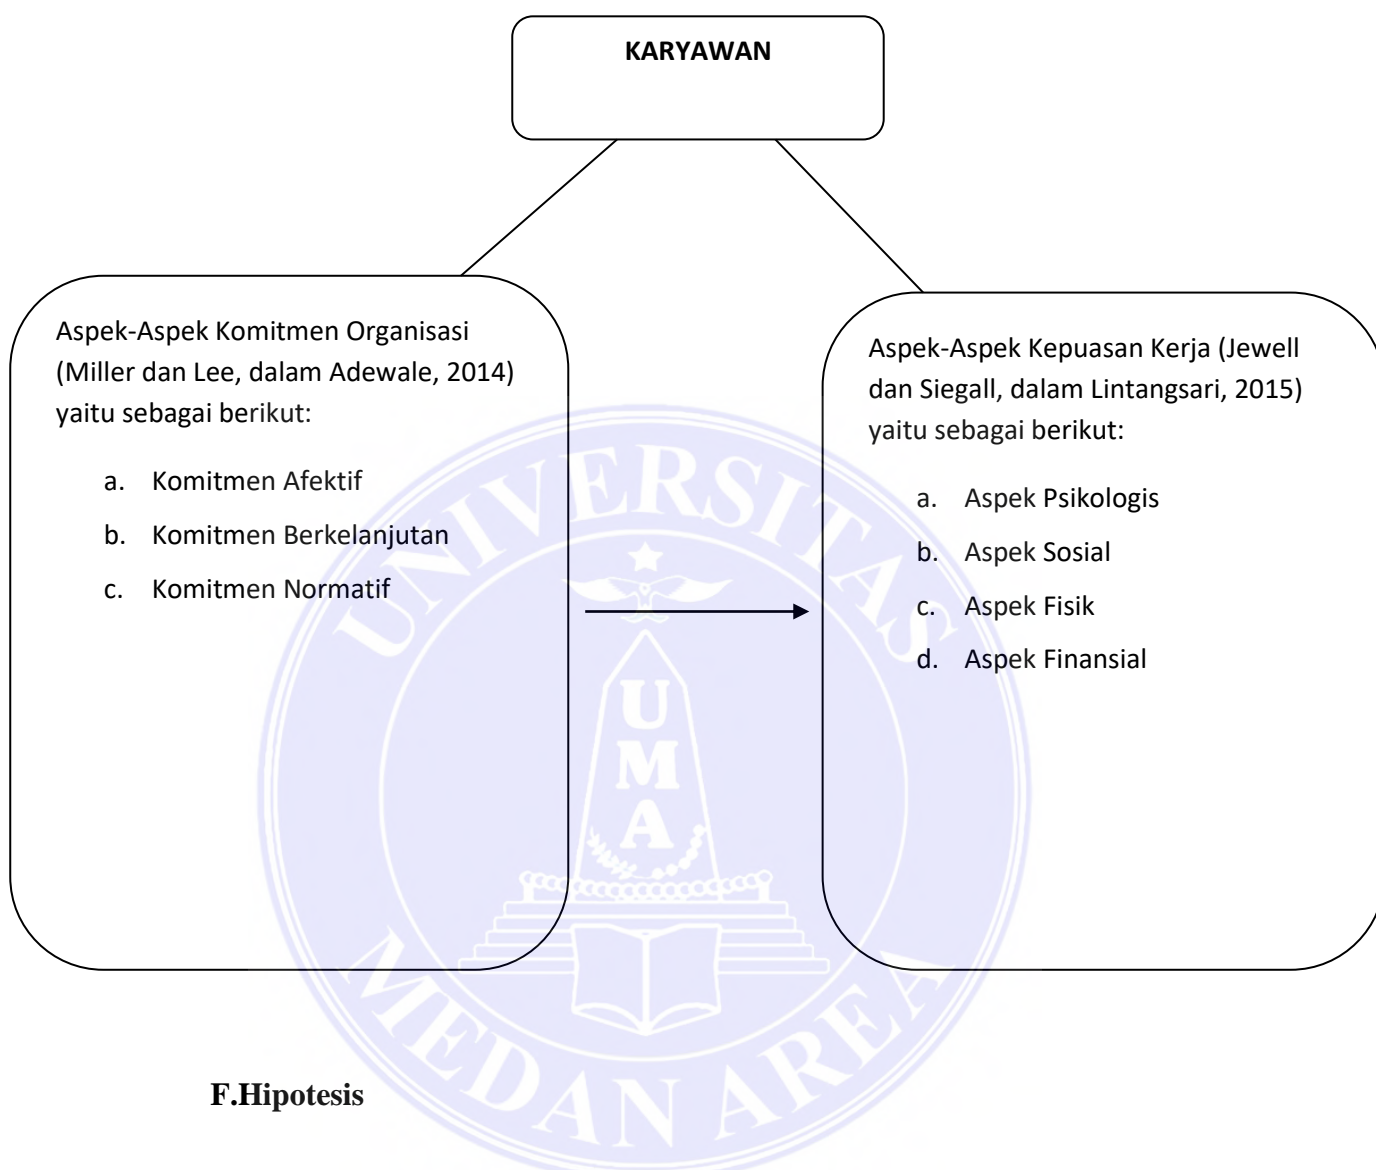 KARYAWAN
Aspek-Aspek Komitmen Organisasi
(Miller dan Lee, dalam Adewale, 2014)
yaitu sebagai berikut:
a. Komitmen Afektif
b. Komitmen Berkelanjutan
c. Komitmen Normatif
Aspek-Aspek Kepuasan Kerja (Jewell
dan Siegall, dalam Lintangsari, 2015)
yaitu sebagai berikut:
a. Aspek Psikologis
b. Aspek Sosial
c. Aspek Fisik
d. Aspek Finansial
UNIVERSITAS
UMA
MEDAN AREA
F.Hipotesis